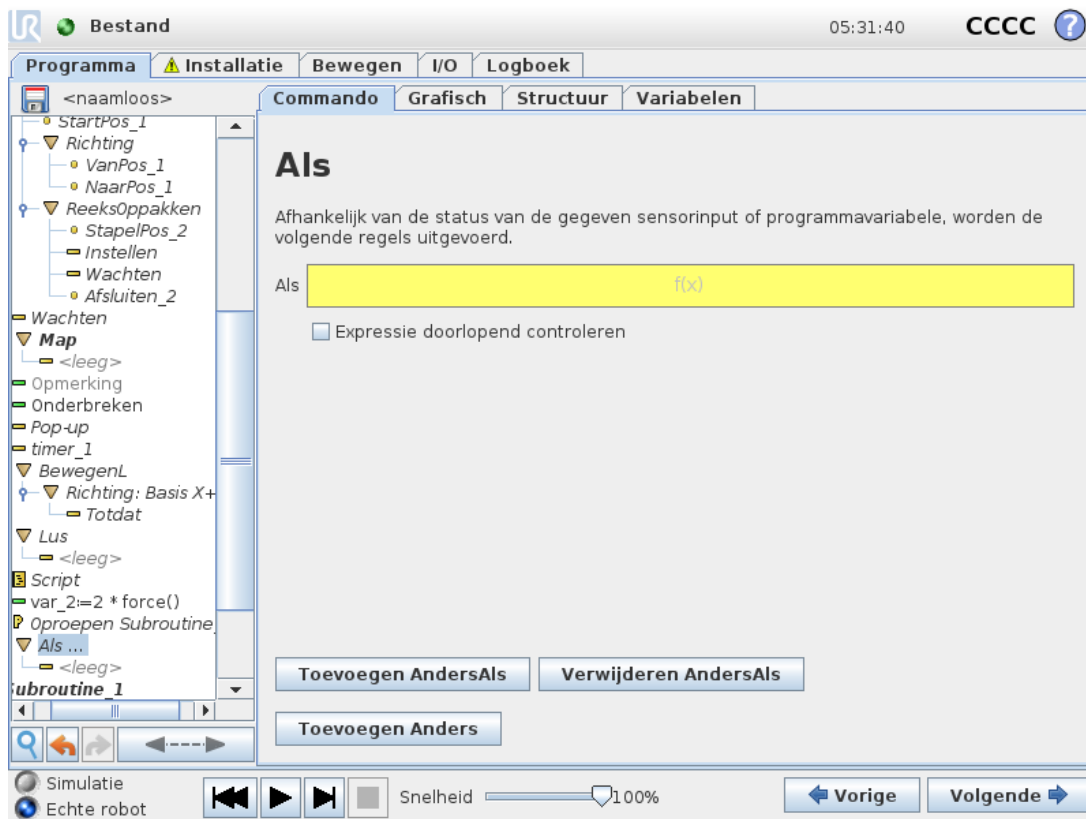 UR Bestand 05:31:40 CCCC ?
Programma Installatie Bewegen I/O Logboek
<naamloos>
Commando Grafisch Structuur Variabelen
StartPos_1
Richting
VanPos_1
NaarPos_1
ReeksOppakken
StapelPos_2
Instellen
Wachten
Afsluiten_2
Wachten
Map
<leeg>
Opmerking
Onderbreken
Pop-up
timer_1
BewegenL
Richting: Basis X+
Totdat
Lus
<leeg>
Script
var_2:=2 * force()
Oproepen Subroutine_
Als ...
<leeg>
Subroutine_1
Als
Afhankelijk van de status van de gegeven sensorinput of programmavariabele, worden de
volgende regels uitgevoerd.
Als f(x)
Expressie doorlopend controleren
Toevoegen AndersAls Verwijderen AndersAls
Toevoegen Anders
Simulatie
Echte robot
Snelheid 100%
Vorige Volgende